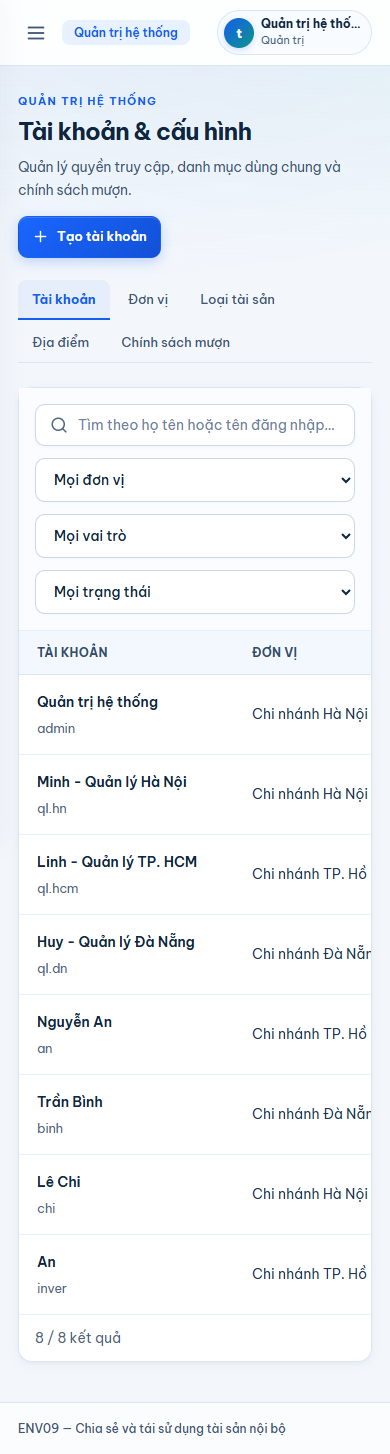 Quản trị hệ thống
t
Quản trị hệ thố...
Quản trị
QUẢN TRỊ HỆ THỐNG
Tài khoản & cấu hình
Quản lý quyền truy cập, danh mục dùng chung và
chính sách mượn.
Tạo tài khoản
Tài khoản
Đơn vị
Loại tài sản
Địa điểm
Chính sách mượn
Tìm theo họ tên hoặc tên đăng nhập...
Mọi đơn vị
Mọi vai trò
Mọi trạng thái
TÀI KHOẢN
ĐƠN VỊ
Quản trị hệ thống
admin
Chi nhánh Hà Nội
Minh - Quản lý Hà Nội
ql.hn
Chi nhánh Hà Nội
Linh - Quản lý TP. HCM
ql.hcm
Chi nhánh TP. Hồ
Huy - Quản lý Đà Nẵng
ql.dn
Chi nhánh Đà Nẵn
Nguyễn An
an
Chi nhánh TP. Hồ
Trần Bình
binh
Chi nhánh Đà Nẵn
Lê Chi
chi
Chi nhánh Hà Nội
An
inver
Chi nhánh TP. Hồ
8 / 8 kết quả
ENV09 — Chia sẻ và tái sử dụng tài sản nội bộ